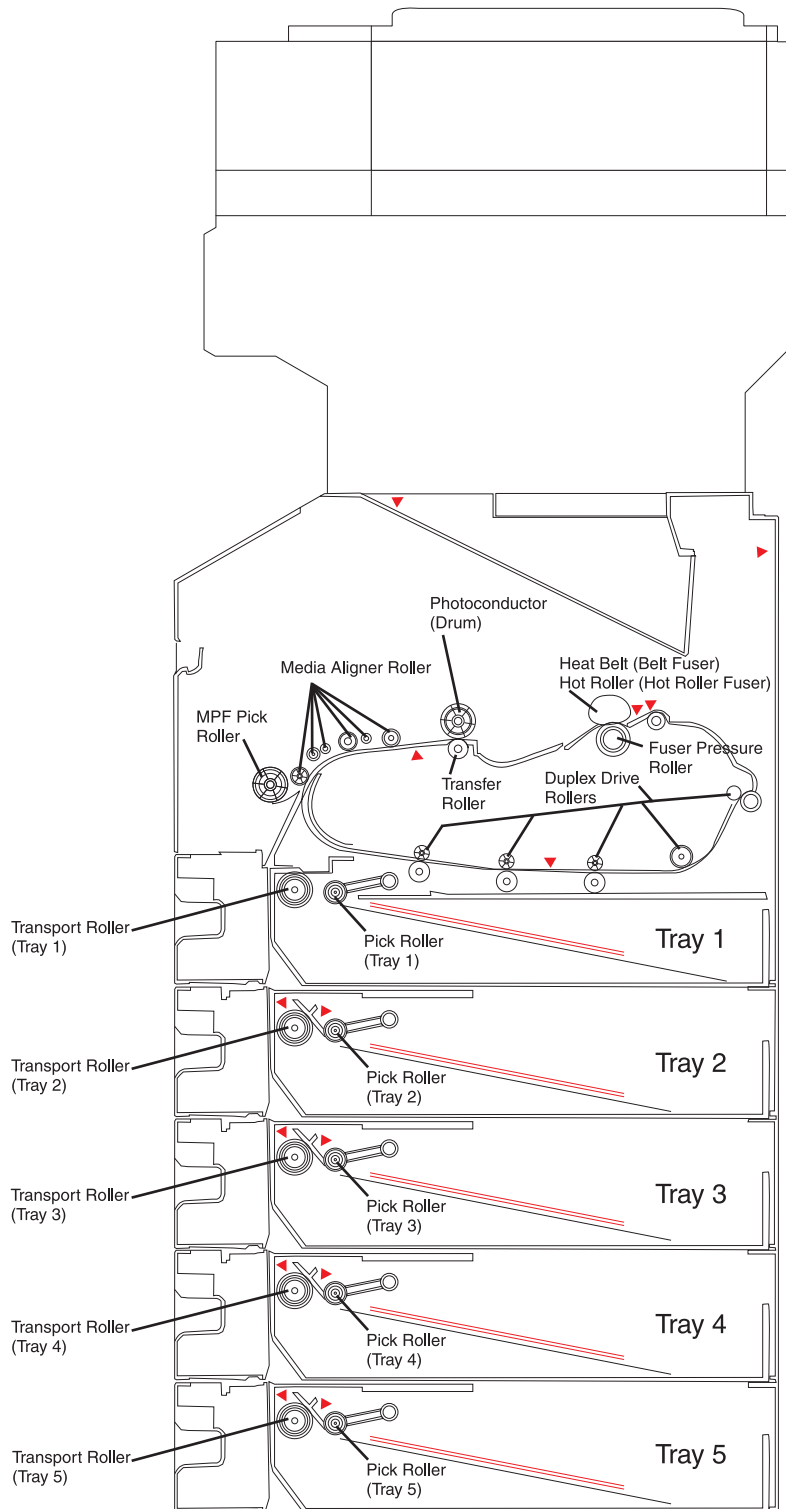 Photoconductor
(Drum)
Media Aligner Roller
Heat Belt (Belt Fuser)
Hot Roller (Hot Roller Fuser)
MPF Pick
Roller
Fuser Pressure
Roller
Transfer
Roller
Duplex Drive
Rollers
Transport Roller
(Tray 1)
Pick Roller
(Tray 1)
Tray 1
Transport Roller
(Tray 2)
Pick Roller
(Tray 2)
Tray 2
Transport Roller
(Tray 3)
Pick Roller
(Tray 3)
Tray 3
Transport Roller
(Tray 4)
Pick Roller
(Tray 4)
Tray 4
Transport Roller
(Tray 5)
Pick Roller
(Tray 5)
Tray 5